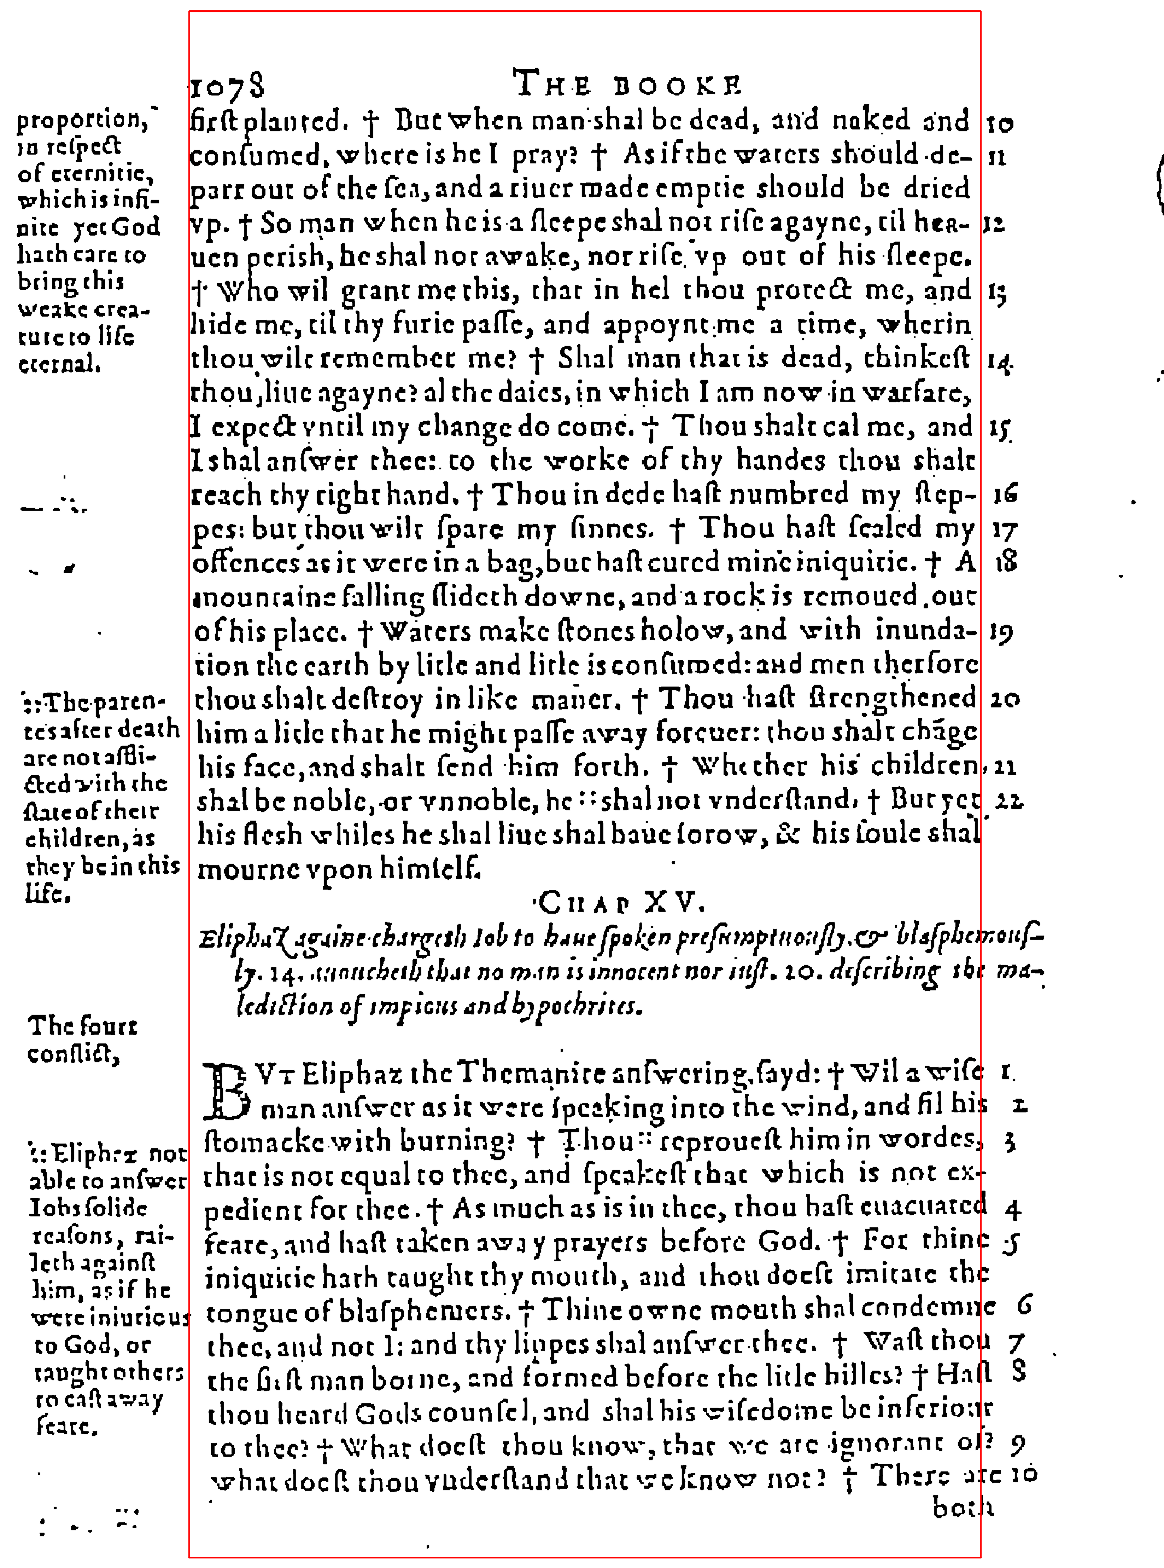 1078 THE BOOKE
proportion,
in reſpect
of eternitie,
which is infi-
nite yet God
hath care to
bring this
weake crea-
ture to life
eternal.
firſt planted. † But when man shal be dead, and naked and 10
conſumed, where is he I pray? † As if the waters should de- 11
part out of the ſea, and a riuer made emptie should be dried
vp. † So man when he is a ſleepe shal not riſe agayne, til hea- 12
uen perish, he shal not awake, nor riſe vp out of his ſleepe.
† Who wil grant me this, that in hel thou protect me, and 13
hide me, til thy furie paſſe, and appoynt me a time, wherin
thou wilt remember me? † Shal man that is dead, thinkeſt 14
thou, liue agayne? al the daies, in which I am now in warfare,
I expect vntil my change do come. † Thou shalt cal me, and 15
I shal anſwer thee: to the worke of thy handes thou shalt
reach thy right hand. † Thou in dede haſt numbred my ſtep- 16
pes: but thou wilt ſpare my ſinnes. † Thou haſt ſealed my 17
offences as it were in a bag, but haſt cured mine iniquitie. † A 18
mountaine falling ſlideth downe, and a rock is remoued out
of his place. † Waters make ſtones holow, and with inunda- 19
tion the earth by litle and litle is conſumed: and men therfore
thou shalt deſtroy in like maner. † Thou haſt ſtrengthened 20
him a litle that he might paſſe away foreuer: thou shalt chāge
his face, and shalt ſend him forth. † Whether his children 21
shal be noble, or vnnoble, he :: shal not vnderſtand. † But yet 22
his flesh whiles he shal liue shal haue ſorow, & his ſoule shal
mourne vpon himſelf.
:: The paren-
tes after death
are not affli-
cted with the
ſtate of their
children, as
they be in this
life.
CHAP XV.
Eliphaz againe chargeth Iob to haue ſpoken preſumptuouſly, & blaſphemouſ-
ly. 14. auoucheth that no man is innocent nor iuſt. 20. deſcribing the ma-
lediction of impious and hypochrites.
The fourt
conflict,
BVT Eliphaz the Themanite anſwering, ſayd: † Wil a wiſe 1
man anſwer as it were ſpeaking into the wind, and fil his 2
ſtomacke with burning? † Thou :: reproueſt him in wordes, 3
that is not equal to thee, and ſpeakeſt that which is not ex-
pedient for thee. † As much as is in thee, thou haſt euacuated 4
feare, and haſt taken away prayers before God. † For thine 5
iniquitie hath taught thy mouth, and thou doeſt imitate the
tongue of blaſphemers. † Thine owne mouth shal condemne 6
thee, and not I: and thy lippes shal anſwer thee. † Waſt thou 7
the firſt man borne, and formed before the litle hilles? † Haſt 8
thou heard Gods counſel, and shal his wiſedome be inferiour
to thee? † What doeſt thou know, that we are ignorant of? 9
what doeſt thou vnderſtand that we know not? † There are 10
both
:: Eliphaz not
able to anſwer
Iobs ſolide
reaſons, rai-
leth againſt
him, as if he
were iniurious
to God, or
taught others
to caſt away
feare.